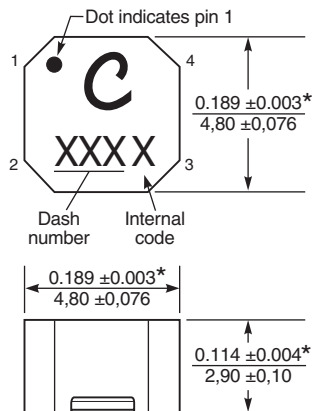 Dot indicates pin 1
1
4
C
0.189 ±0.003*
4,80 ±0,076
XXX X
2
3
Dash number
Internal code
0.189 ±0.003*
4,80 ±0,076
0.114 ±0.004*
2,90 ±0,10